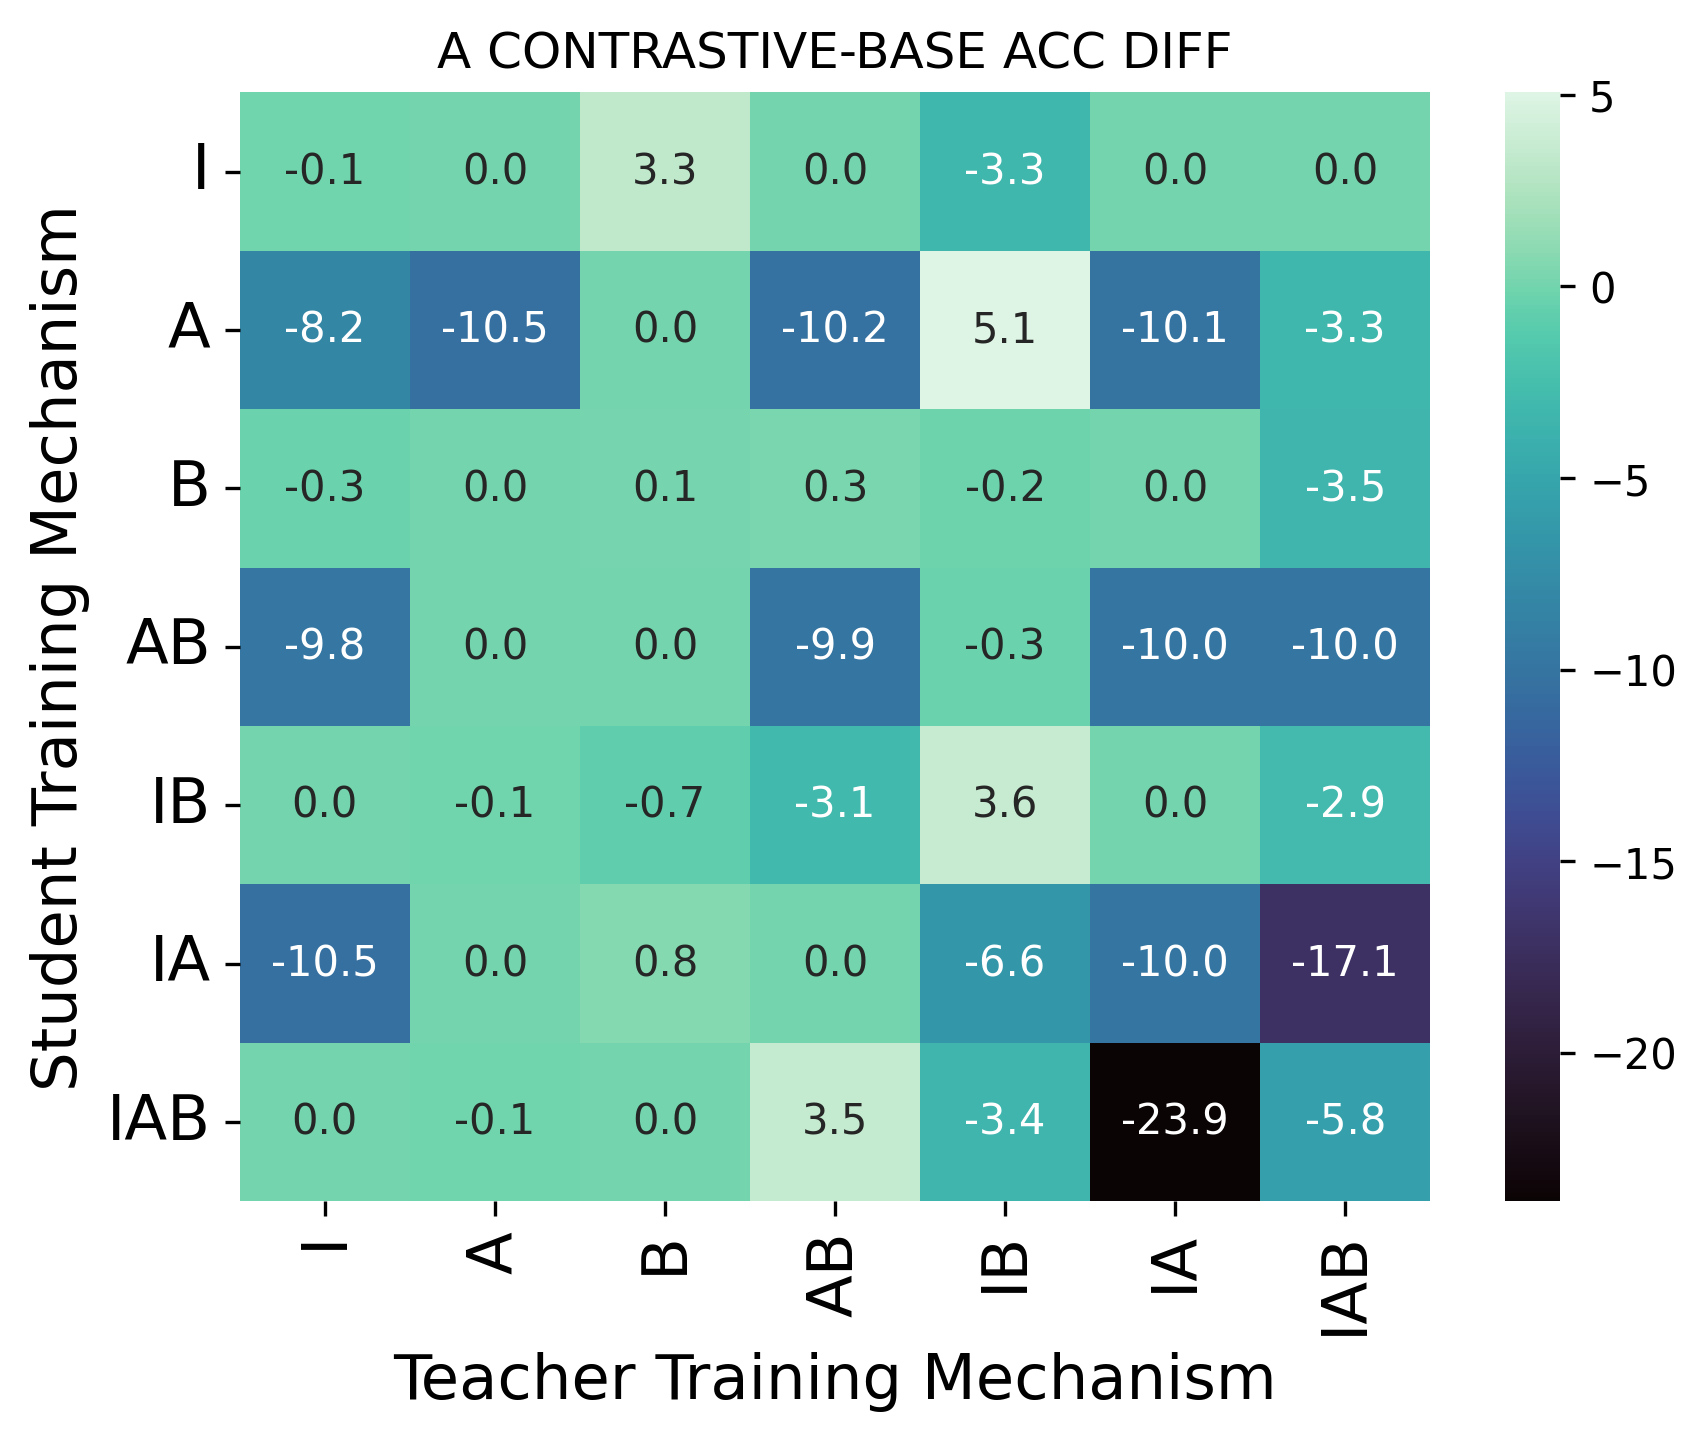 A CONTRASTIVE-BASE ACC DIFF
Student Training Mechanism
I -0.1 0.0 3.3 0.0 -3.3 0.0 0.0
A -8.2 -10.5 0.0 -10.2 5.1 -10.1 -3.3
B -0.3 0.0 0.1 0.3 -0.2 0.0 -3.5
AB -9.8 0.0 0.0 -9.9 -0.3 -10.0 -10.0
IB 0.0 -0.1 -0.7 -3.1 3.6 0.0 -2.9
IA -10.5 0.0 0.8 0.0 -6.6 -10.0 -17.1
IAB 0.0 -0.1 0.0 3.5 -3.4 -23.9 -5.8
I A B AB IB IA IAB
Teacher Training Mechanism
5
0
−5
−10
−15
−20